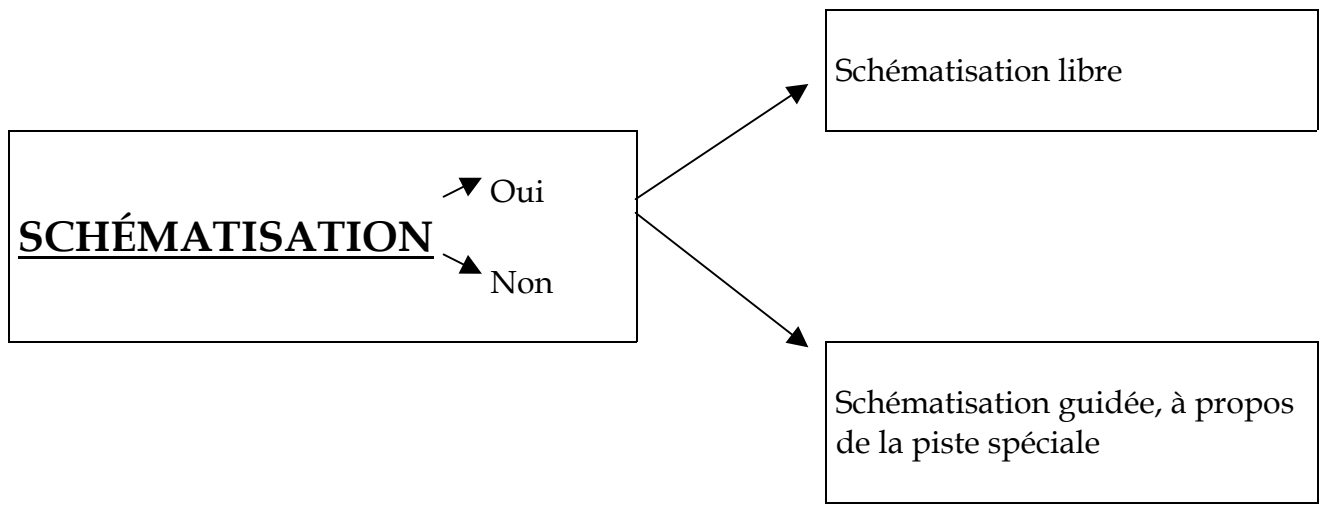 Schématisation libre
Oui
SCHÉMATISATION
Non
Schématisation guidée, à propos
de la piste spéciale